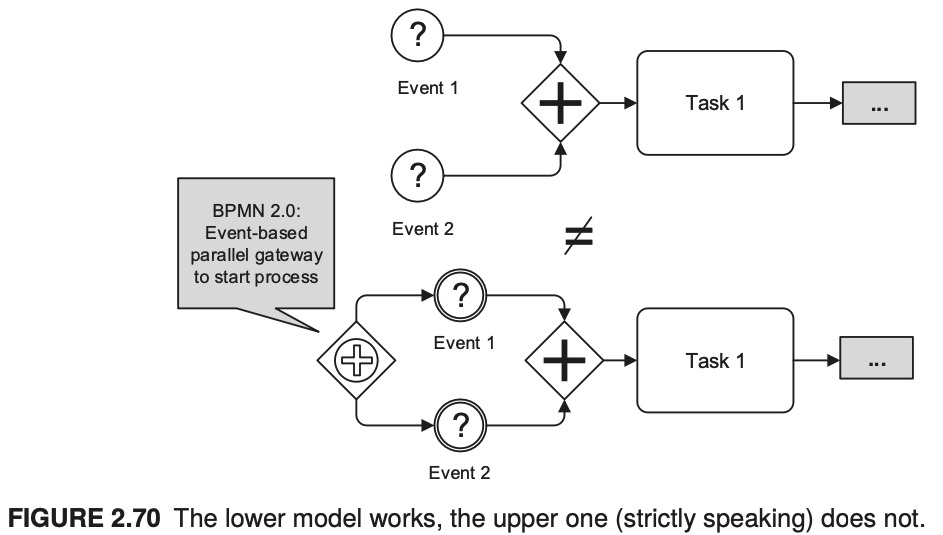 ?
Event 1
Task 1
...
?
Event 2
BPMN 2.0:
Event-based
parallel gateway
to start process
≠
?
Event 1
Task 1
...
?
Event 2
FIGURE 2.70 The lower model works, the upper one (strictly speaking) does not.